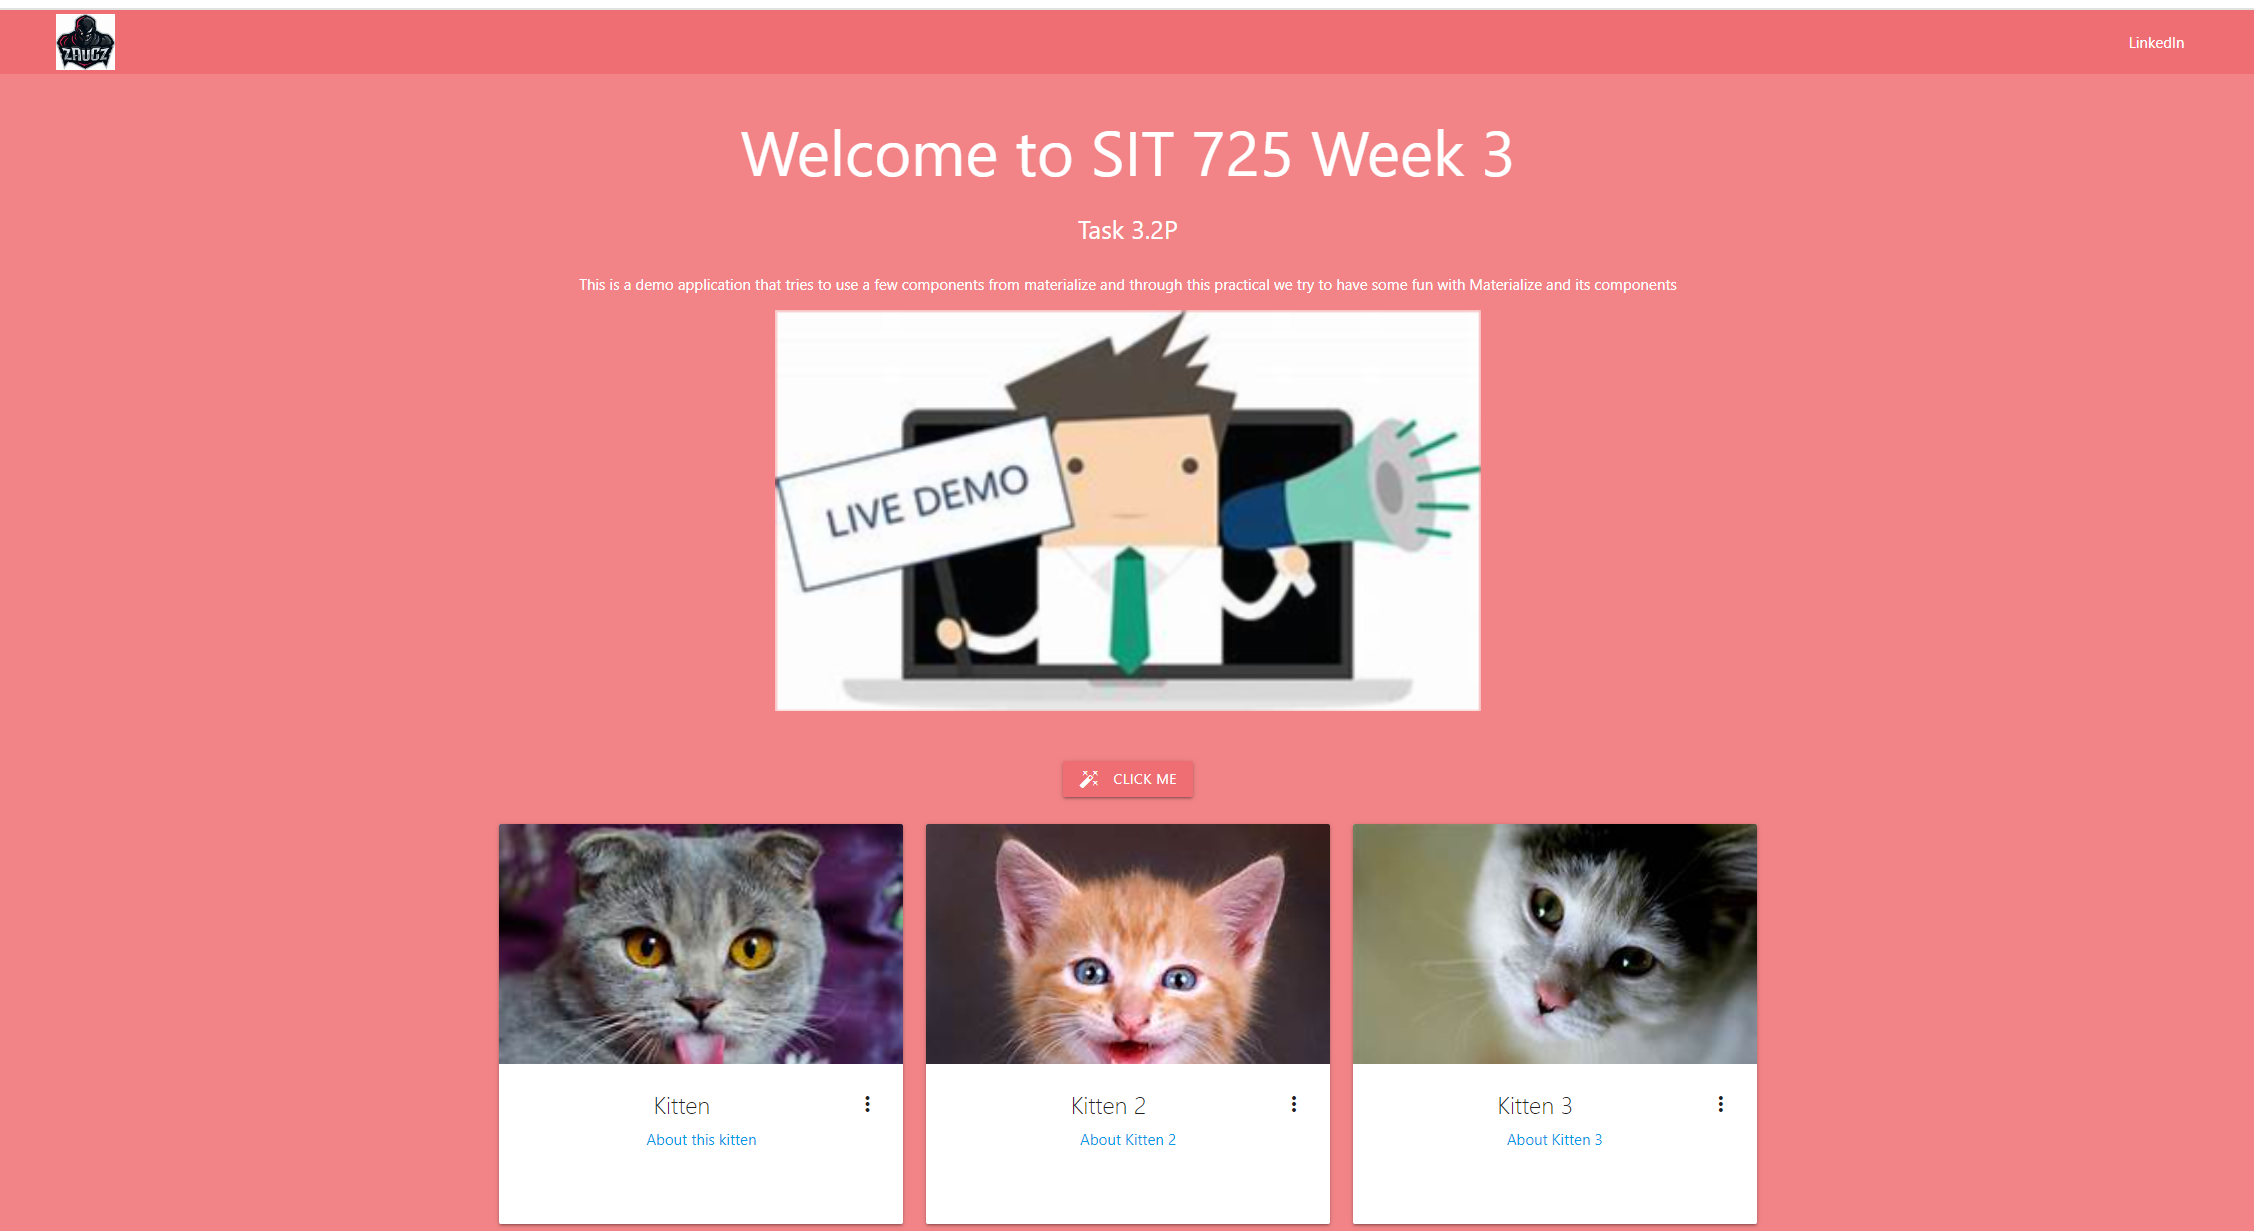 ZAUGZ
LinkedIn
Welcome to SIT 725 Week 3
Task 3.2P
This is a demo application that tries to use a few components from materialize and through this practical we try to have some fun with Materialize and its components
LIVE DEMO
CLICK ME
Kitten
About this kitten
Kitten 2
About Kitten 2
Kitten 3
About Kitten 3